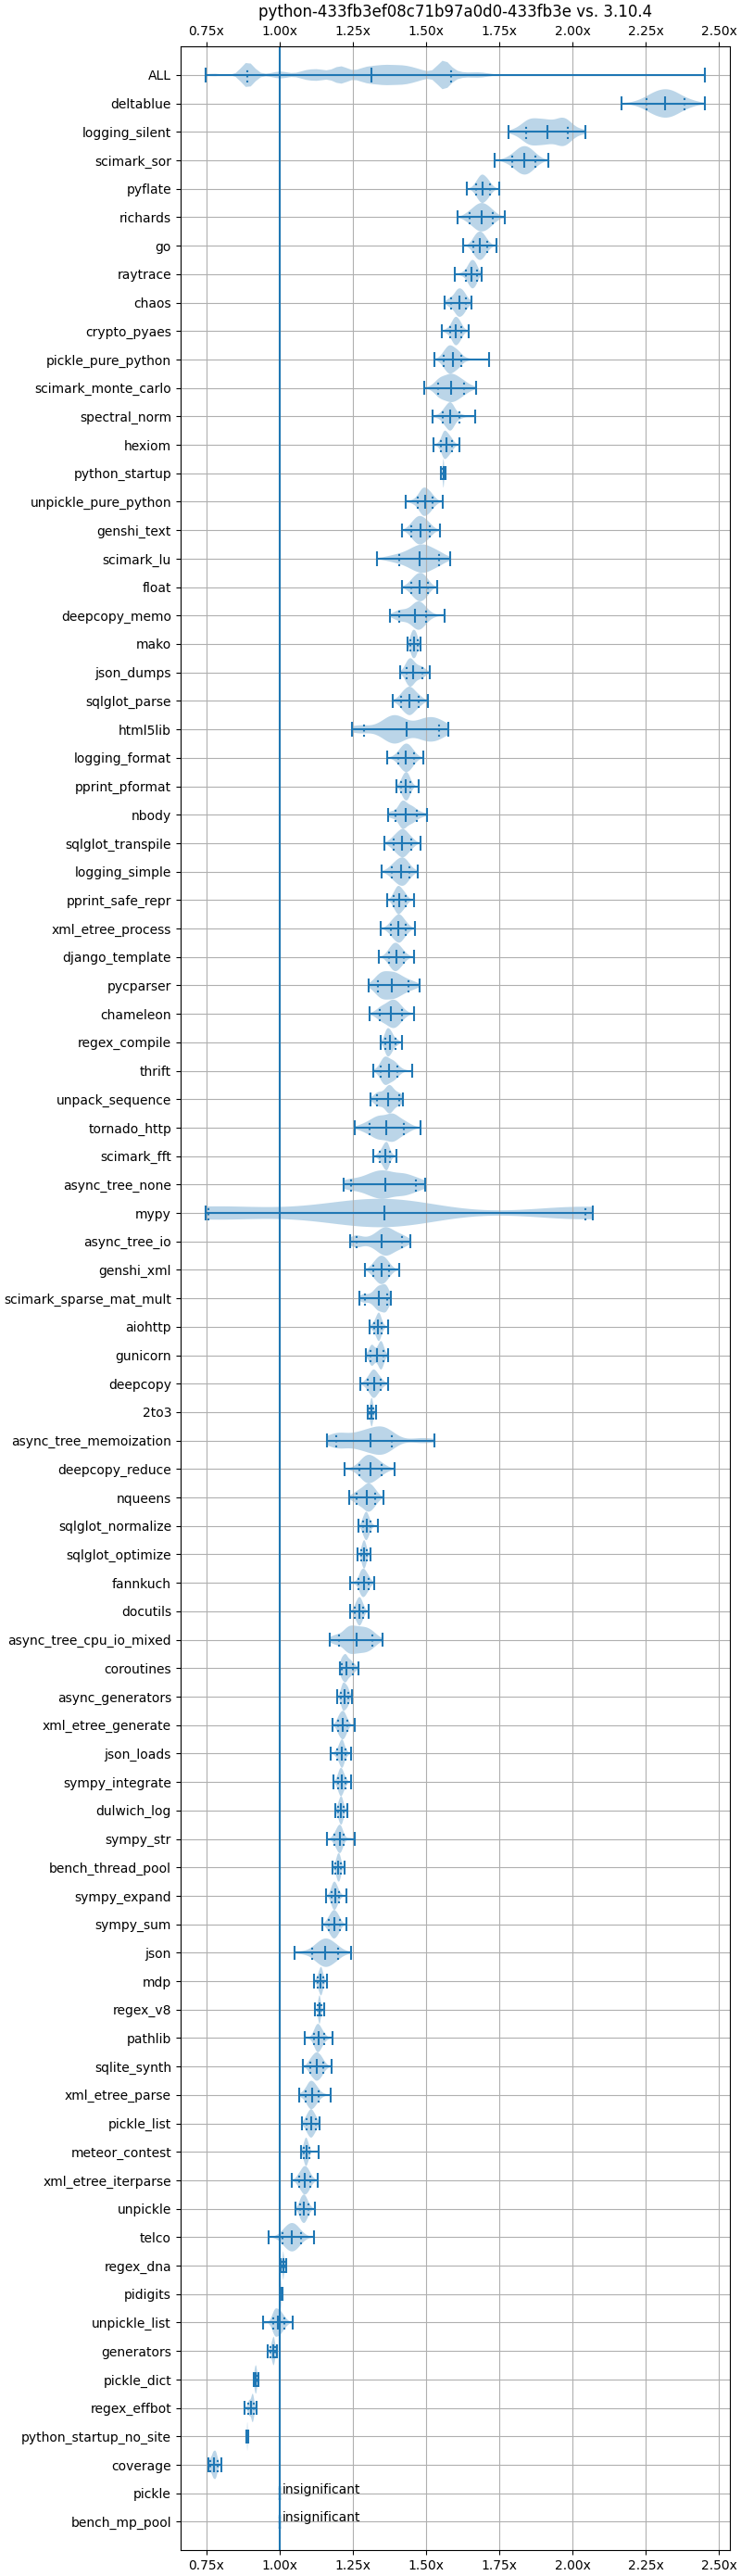 python-433fb3ef08c71b97a0d0-433fb3e vs. 3.10.4
0.75x 1.00x 1.25x 1.50x 1.75x 2.00x 2.25x 2.50x
ALL
deltablue
logging_silent
scimark_sor
pyflate
richards
go
raytrace
chaos
crypto_pyaes
pickle_pure_python
scimark_monte_carlo
spectral_norm
hexiom
python_startup
unpickle_pure_python
genshi_text
scimark_lu
float
deepcopy_memo
mako
json_dumps
sqlglot_parse
html5lib
logging_format
pprint_pformat
nbody
sqlglot_transpile
logging_simple
pprint_safe_repr
xml_etree_process
django_template
pycparser
chameleon
regex_compile
thrift
unpack_sequence
tornado_http
scimark_fft
async_tree_none
mypy
async_tree_io
genshi_xml
scimark_sparse_mat_mult
aiohttp
gunicorn
deepcopy
2to3
async_tree_memoization
deepcopy_reduce
nqueens
sqlglot_normalize
sqlglot_optimize
fannkuch
docutils
async_tree_cpu_io_mixed
coroutines
async_generators
xml_etree_generate
json_loads
sympy_integrate
dulwich_log
sympy_str
bench_thread_pool
sympy_expand
sympy_sum
json
mdp
regex_v8
pathlib
sqlite_synth
xml_etree_parse
pickle_list
meteor_contest
xml_etree_iterparse
unpickle
telco
regex_dna
pidigits
unpickle_list
generators
pickle_dict
regex_effbot
python_startup_no_site
coverage
pickle insignificant
bench_mp_pool insignificant
0.75x 1.00x 1.25x 1.50x 1.75x 2.00x 2.25x 2.50x